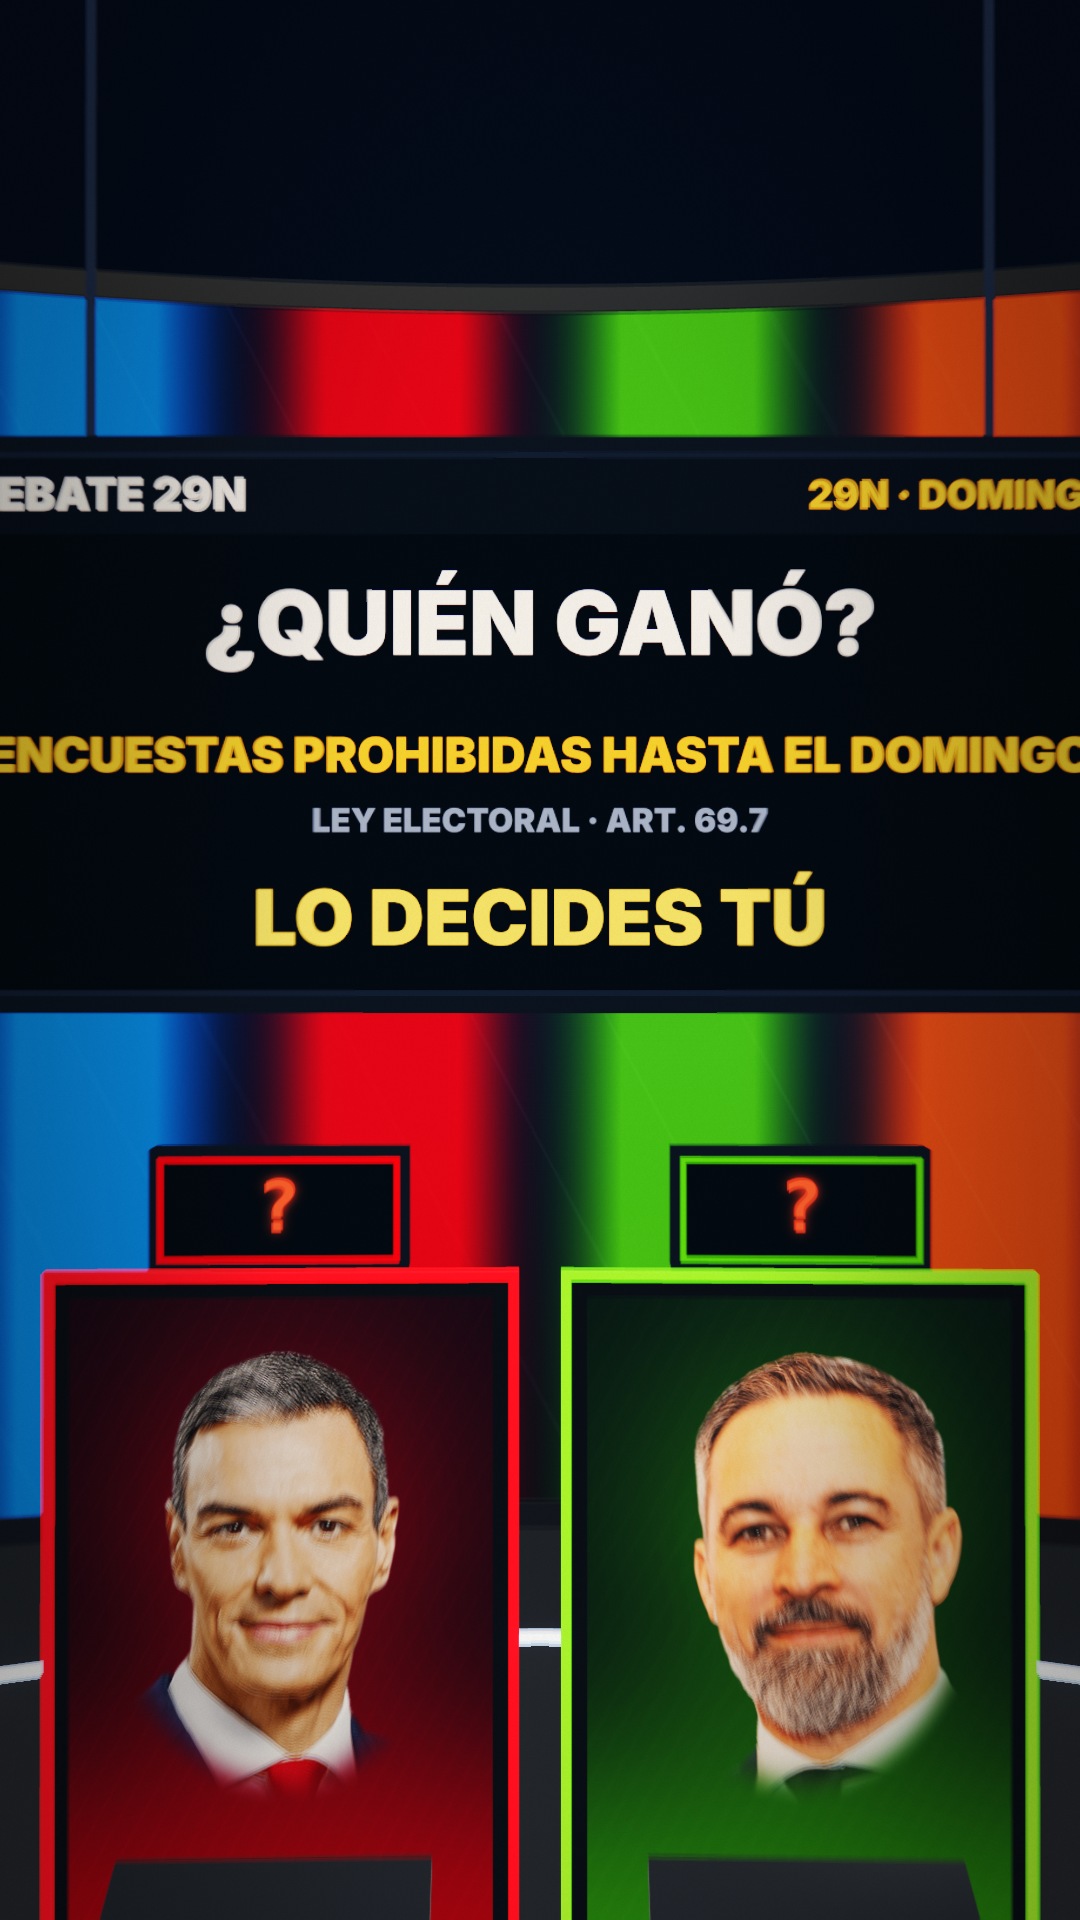 EBATE 29N
29N · DOMING
¿QUIÉN GANÓ?
ENCUESTAS PROHIBIDAS HASTA EL DOMINGO
LEY ELECTORAL · ART. 69.7
LO DECIDES TÚ
?
?